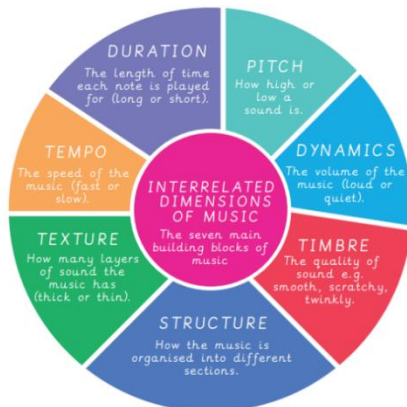 DURATION
The length of time
each note is played
for (long or short).
PITCH
How high or
low a
sound is.
DYNAMICS
The volume of the
music (loud or
quiet).
TIMBRE
The quality of
sound e.g.
smooth, scratchy,
twinkly.
STRUCTURE
How the music is
organised into different
sections.
TEXTURE
How many layers
of sound the
music has
(thick or thin).
TEMPO
The speed of the
music (fast or
slow).
INTERRELATED
DIMENSIONS
OF MUSIC
The seven main
building blocks of
music